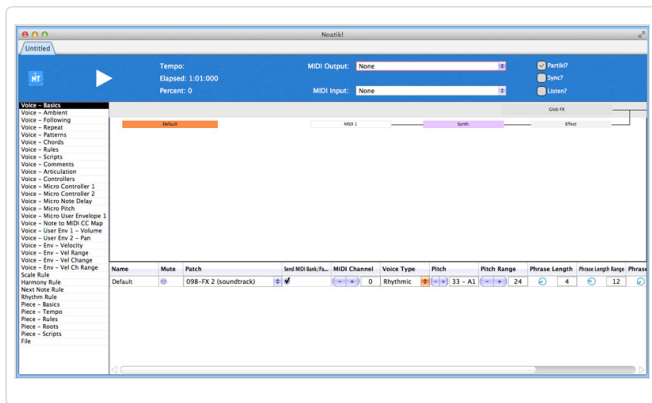 Noatikl
Untitled
Tempo:
MIDI Output: None
Partikl?
Elapsed: 1:01:000
Sync?
Percent: 0
MIDI Input: None
Listen?
Voice - Basics
Voice - Ambient
Voice - Following
Voice - Repeat
Voice - Patterns
Voice - Chords
Voice - Rules
Voice - Scripts
Voice - Comments
Voice - Articulation
Voice - Controllers
Voice - Micro Controller 1
Voice - Micro Controller 2
Voice - Micro Note Delay
Voice - Micro Pitch
Voice - Micro User Envelope 1
Voice - Note to MIDI CC Map
Voice - User Env 1 - Volume
Voice - User Env 2 - Pan
Voice - Env - Velocity
Voice - Env - Vel Range
Voice - Env - Vel Change
Voice - Env - Vel Ch Range
Scale Rule
Harmony Rule
Next Note Rule
Rhythm Rule
Piece - Basics
Piece - Tempo
Piece - Rules
Piece - Roots
Piece - Scripts
File
Default MIDI 1 Synth Effect
Name Mute Patch Send MIDI Bank/Pa... MIDI Channel Voice Type Pitch Pitch Range Phrase Length Phrase Length Range Phrase
Default 098-FX 2 (soundtrack) 0 Rhythmic 33 - A1 24 4 12